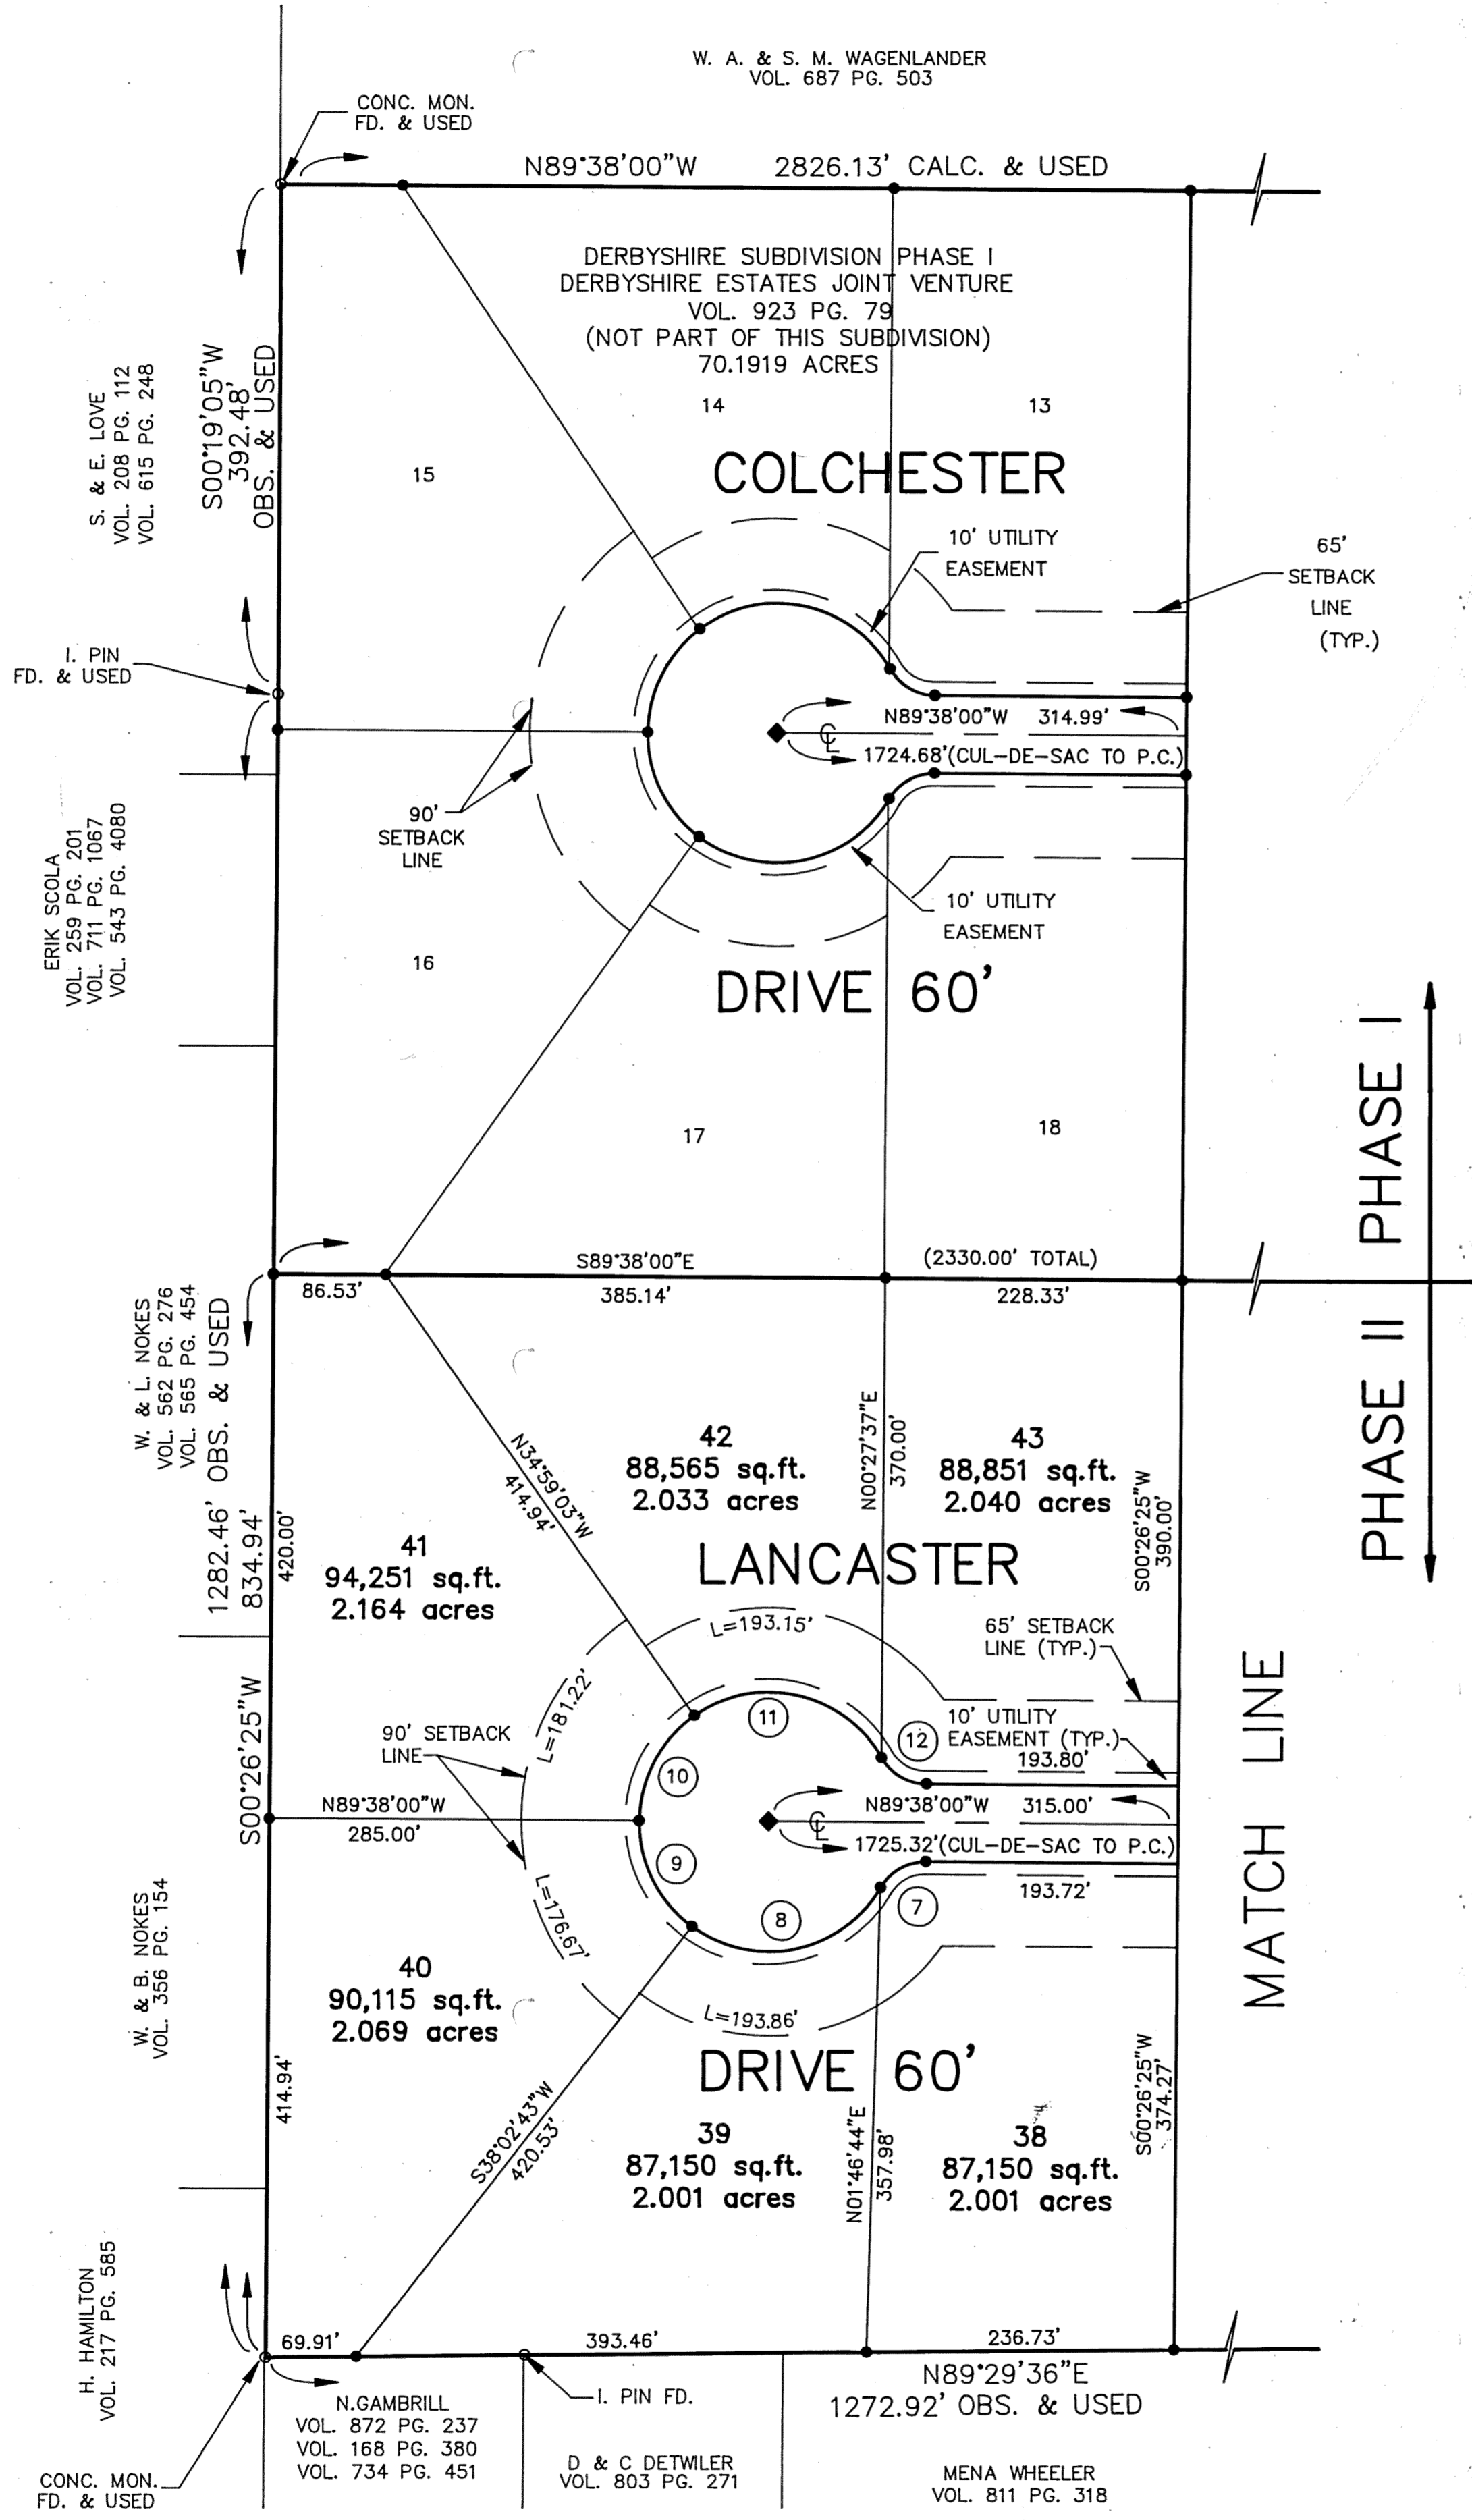 W. A. & S. M. WAGENLANDER
VOL. 687 PG. 503
CONC. MON.
FD. & USED
N89°38'00"W 2826.13' CALC. & USED
DERBYSHIRE SUBDIVISION PHASE I
DERBYSHIRE ESTATES JOINT VENTURE
VOL. 923 PG. 79
(NOT PART OF THIS SUBDIVISION)
70.1919 ACRES
S. & E. LOVE
VOL. 208 PG. 112
VOL. 615 PG. 248
S00°19'05"W
392.48'
OBS. & USED
14
13
15
COLCHESTER
10' UTILITY
EASEMENT
65'
SETBACK
LINE
(TYP.)
I. PIN
FD. & USED
N89°38'00"W 314.99'
CL
1724.68'(CUL-DE-SAC TO P.C.)
90'
SETBACK
LINE
ERIK SCOLA
VOL. 259 PG. 201
VOL. 711 PG. 1067
VOL. 543 PG. 4080
10' UTILITY
EASEMENT
16
DRIVE 60'
17
18
PHASE I
S89°38'00"E (2330.00' TOTAL)
86.53' 385.14' 228.33'
PHASE II
W. & L. NOKES
VOL. 562 PG. 276
VOL. 565 PG. 454
1282.46' OBS. & USED
834.94'
420.00'
N34°59'03"W
414.94'
42
88,565 sq.ft.
2.033 acres
N00°27'37"E
370.00'
43
88,851 sq.ft.
2.040 acres
S00°26'25"W
390.00'
41
94,251 sq.ft.
2.164 acres
LANCASTER
L=193.15'
65' SETBACK
LINE (TYP.)
L=181.22'
S00°26'25"W
90' SETBACK
LINE
11
12
10' UTILITY
EASEMENT (TYP.)
193.80'
10
N89°38'00"W
285.00'
N89°38'00"W 315.00'
CL
1725.32'(CUL-DE-SAC TO P.C.)
9
193.72'
7
8
L=176.67'
MATCH LINE
W. & B. NOKES
VOL. 356 PG. 154
40
90,115 sq.ft.
2.069 acres
L=193.86'
DRIVE 60'
414.94'
S38°02'43"W
420.53'
39
87,150 sq.ft.
2.001 acres
N01°46'44"E
357.98'
38
87,150 sq.ft.
2.001 acres
S00°26'25"W
374.27'
H. HAMILTON
VOL. 217 PG. 585
69.91' 393.46' 236.73'
N89°29'36"E
1272.92' OBS. & USED
I. PIN FD.
N.GAMBRILL
VOL. 872 PG. 237
VOL. 168 PG. 380
VOL. 734 PG. 451
D & C DETWILER
VOL. 803 PG. 271
MENA WHEELER
VOL. 811 PG. 318
CONC. MON.
FD. & USED